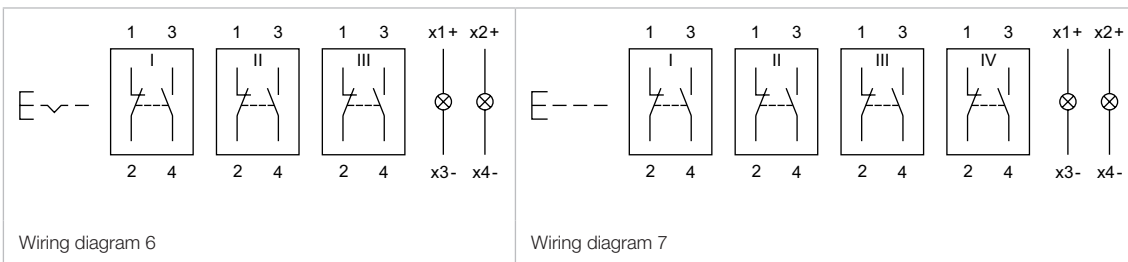 1 3 1 3 1 3 x1+ x2+
I II III
2 4 2 4 2 4 x3- x4-
Wiring diagram 6
1 3 1 3 1 3 1 3 x1+ x2+
I II III IV
2 4 2 4 2 4 2 4 x3- x4-
Wiring diagram 7